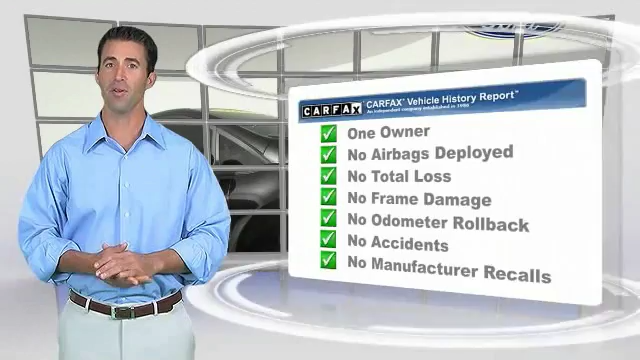 CARFAX CARFAX™ Vehicle History Report™
An independent company established in 1986
One Owner
No Airbags Deployed
No Total Loss
No Frame Damage
No Odometer Rollback
No Accidents
No Manufacturer Recalls